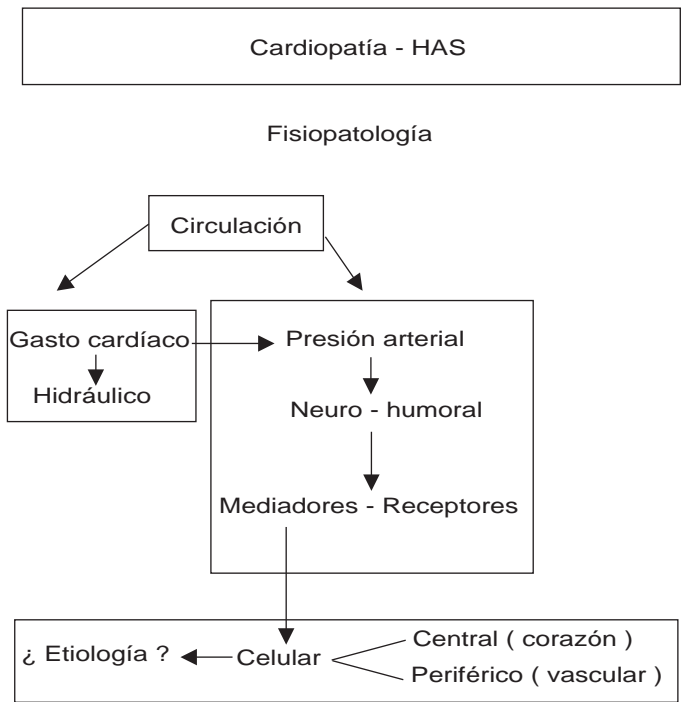 Cardiopatía - HAS
Fisiopatología
Circulación
Gasto cardíaco
Hidráulico
Presión arterial
Neuro - humoral
Mediadores - Receptores
¿ Etiología ?
Celular
Central ( corazón )
Periférico ( vascular )